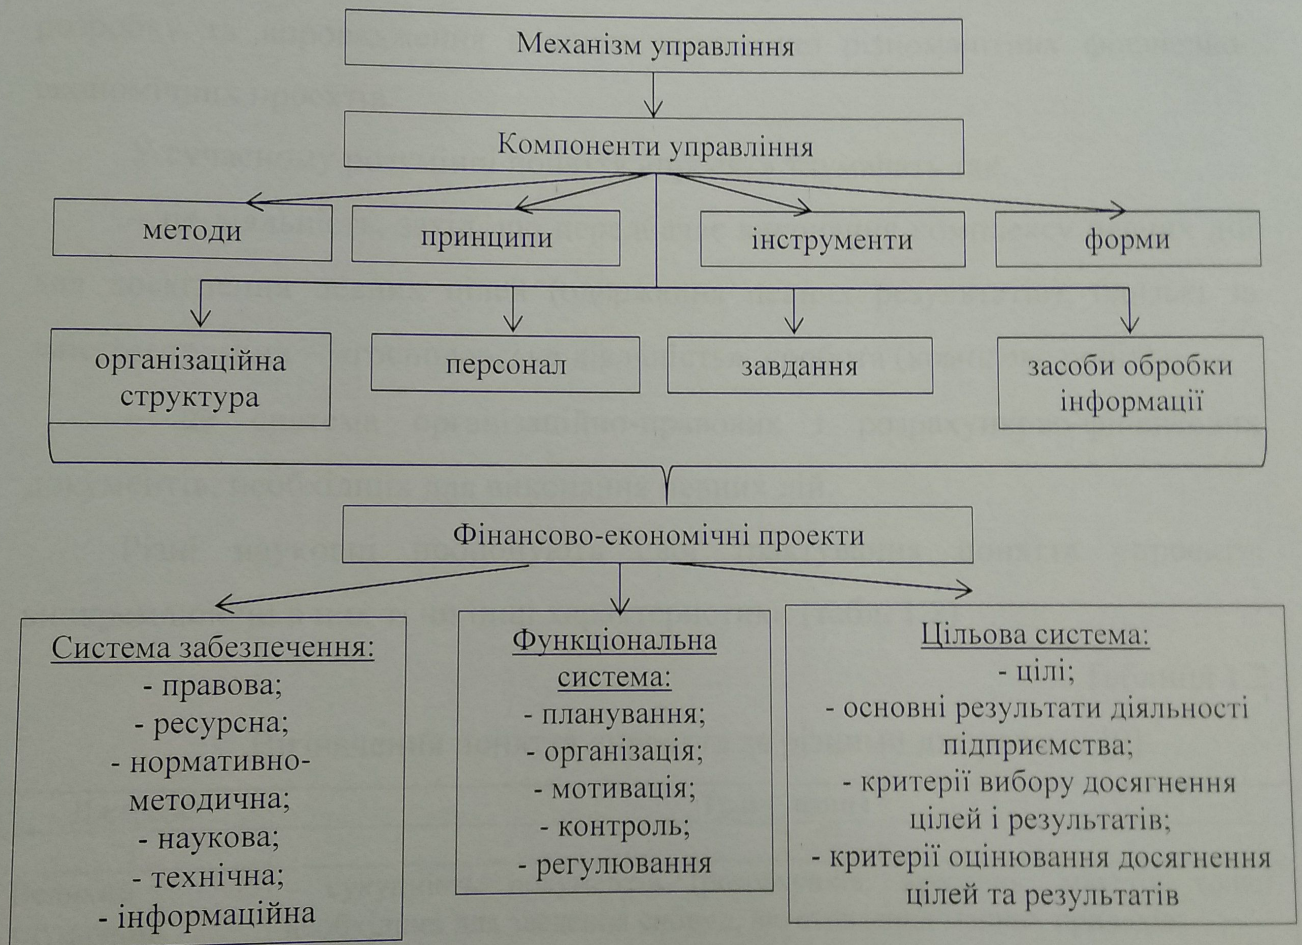 Механізм управління
Компоненти управління
методи
принципи
інструменти
форми
організаційна
структура
персонал
завдання
засоби обробки
інформації
Фінансово-економічні проекти
Система забезпечення:
- правова;
- ресурсна;
- нормативно-
методична;
- наукова;
- технічна;
- інформаційна
Функціональна
система:
- планування;
- організація;
- мотивація;
- контроль;
- регулювання
Цільова система:
- цілі;
- основні результати діяльності
підприємства;
- критерії вибору досягнення
цілей і результатів;
- критерії оцінювання досягнення
цілей та результатів